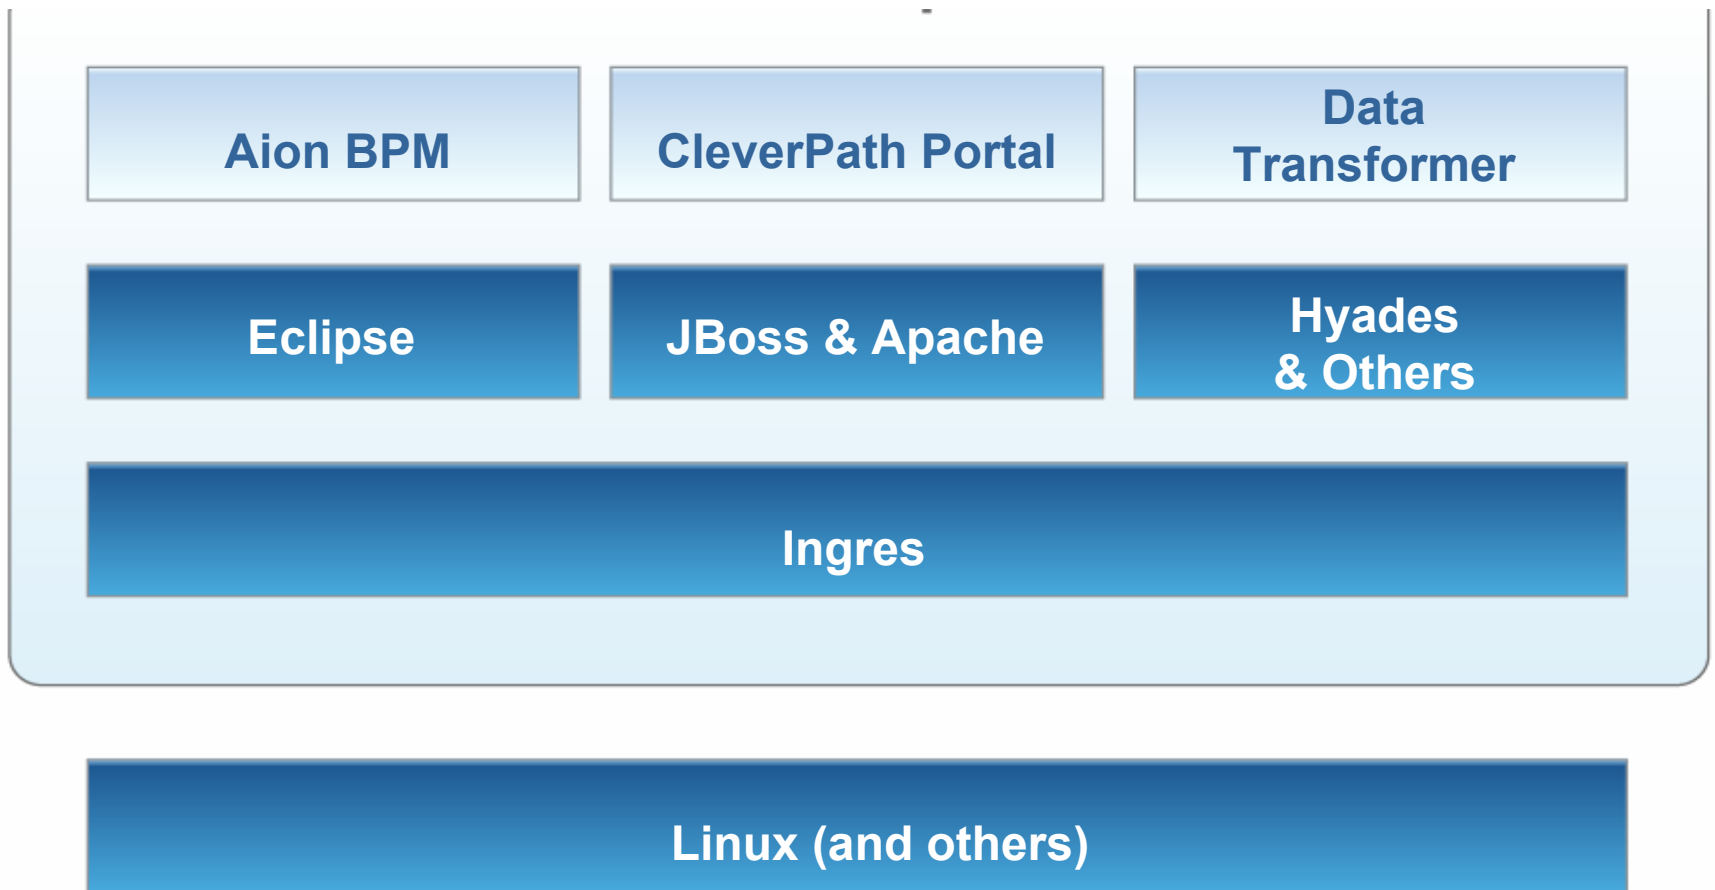 Aion BPM
CleverPath Portal
Data
Transformer
Eclipse
JBoss & Apache
Hyades
& Others
Ingres
Linux (and others)